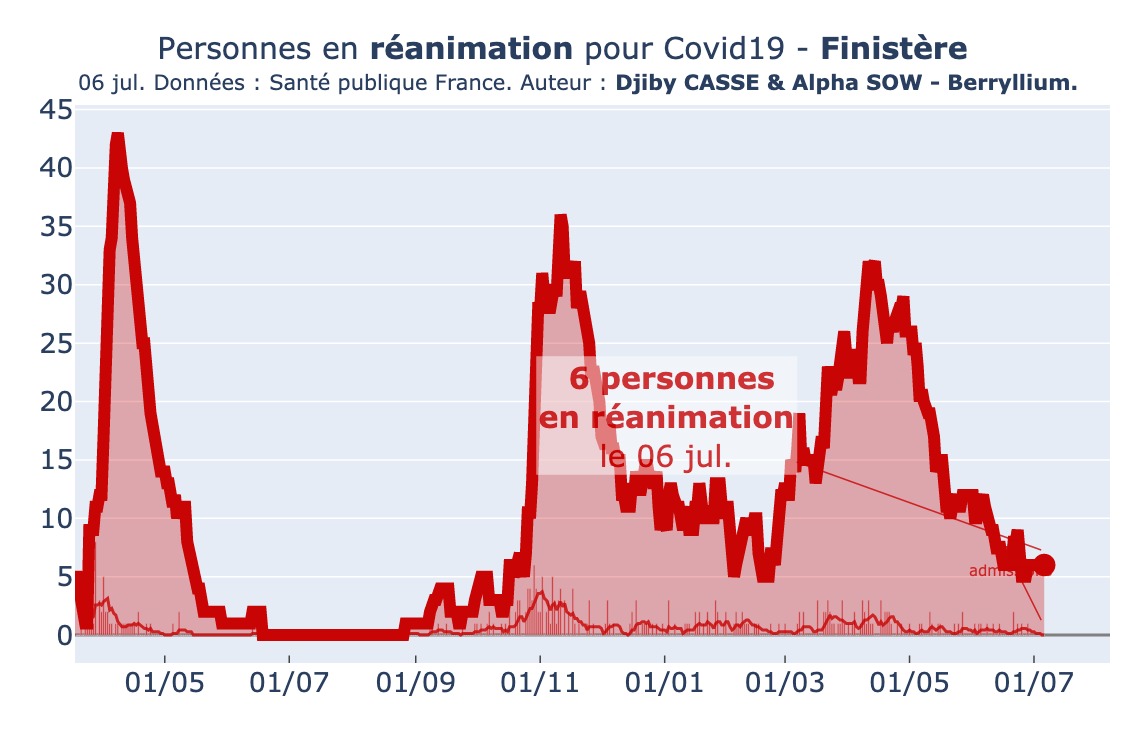 Personnes en réanimation pour Covid19 - Finistère
06 jul. Données : Santé publique France. Auteur : Djiby CASSE & Alpha SOW - Berryllium.
45
40
35
30
25
20
15
10
5
0
6 personnes
en réanimation
le 06 jul.
01/05 01/07 01/09 01/11 01/01 01/03 01/05 01/07